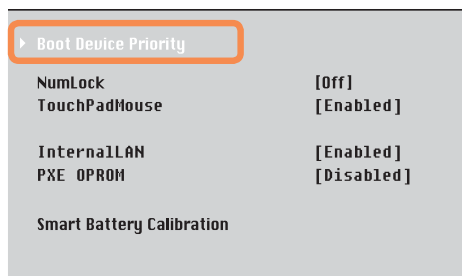 Boot Device Priority
NumLock [Off]
TouchPadMouse [Enabled]
InternalLAN [Enabled]
PXE OPROM [Disabled]
Smart Battery Calibration